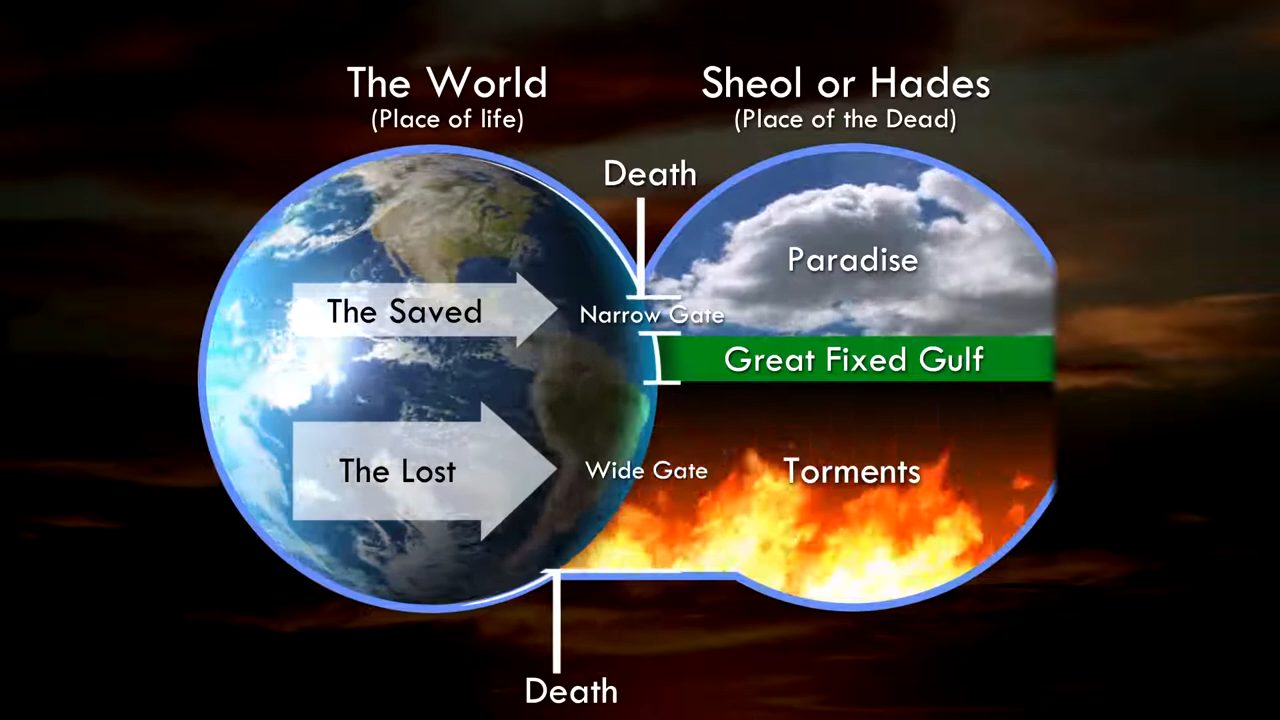 The World
(Place of life)
Sheol or Hades
(Place of the Dead)
Death
Paradise
The Saved
Narrow Gate
Great Fixed Gulf
The Lost
Wide Gate
Torments
Death